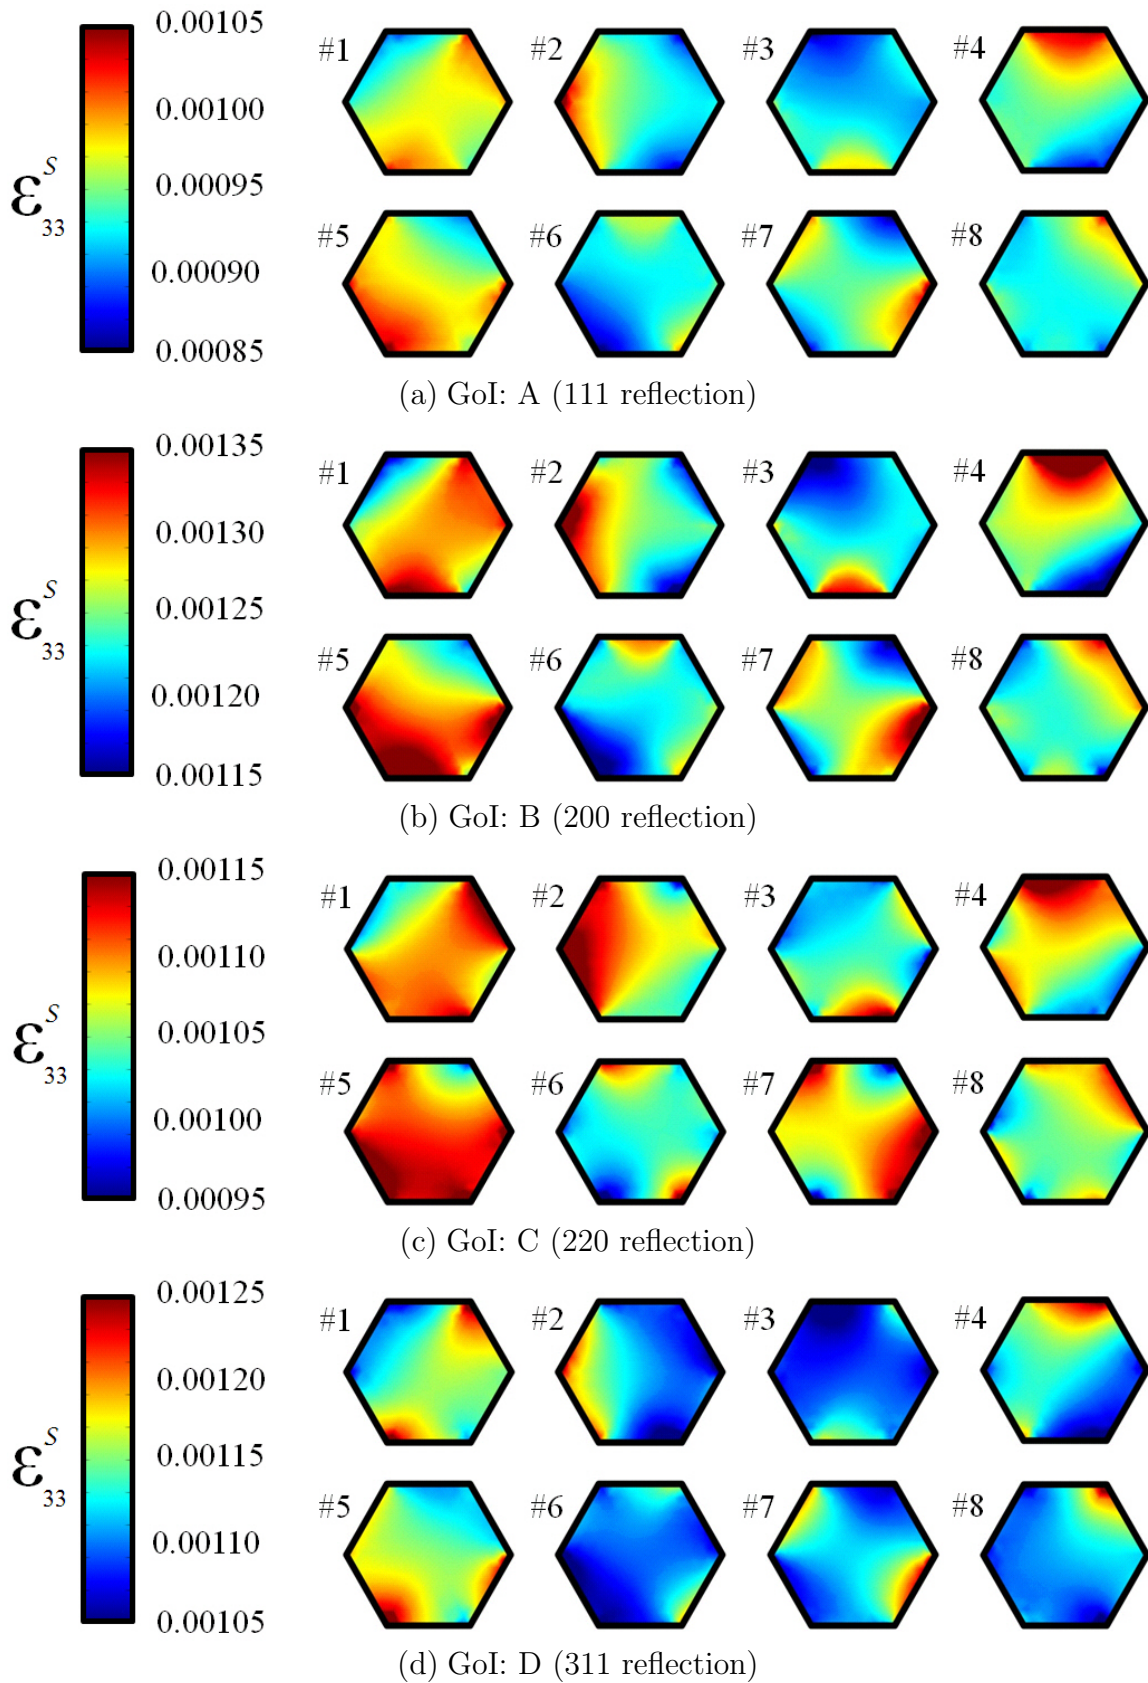 0.00105
0.00100
0.00095
0.00090
0.00085
ε33^S
#1 #2 #3 #4
#5 #6 #7 #8
(a) GoI: A (111 reflection)
0.00135
0.00130
0.00125
0.00120
0.00115
ε33^S
#1 #2 #3 #4
#5 #6 #7 #8
(b) GoI: B (200 reflection)
0.00115
0.00110
0.00105
0.00100
0.00095
ε33^S
#1 #2 #3 #4
#5 #6 #7 #8
(c) GoI: C (220 reflection)
0.00125
0.00120
0.00115
0.00110
0.00105
ε33^S
#1 #2 #3 #4
#5 #6 #7 #8
(d) GoI: D (311 reflection)